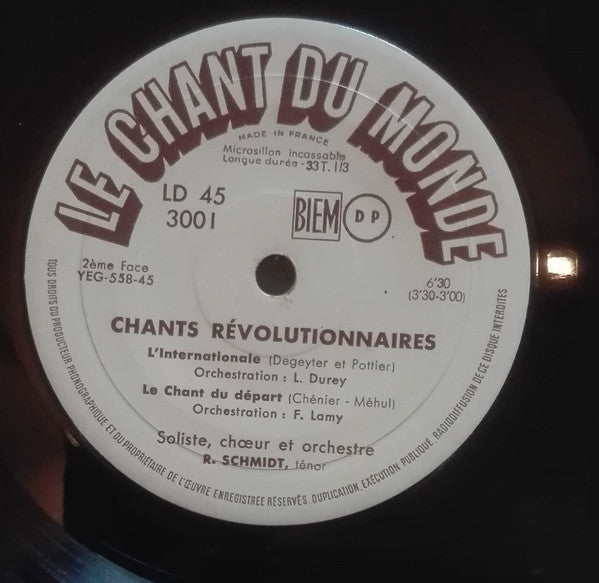 LE CHANT DU MONDE
MADE IN FRANCE
Microsillon incassable
Longue durée - 33 T. 1/3
LD 45
3001
BIEM
DP
2ème Face
YEG-558-45
6'30
(3'30-3'00)
CHANTS RÉVOLUTIONNAIRES
L'Internationale (Degeyter et Pottier)
Orchestration : L. Durey
Le Chant du départ (Chénier - Méhul)
Orchestration : F. Lamy
Soliste, chœur et orchestre
R. SCHMIDT, ténor
TOUS DROITS DU PRODUCTEUR PHONOGRAPHIQUE ET DU PROPRIÉTAIRE DE L'ŒUVRE ENREGISTREE RÉSERVÉS. DUPLICATION, EXÉCUTION PUBLIQUE, RADIODIFFUSION DE CE DISQUE INTERDITES